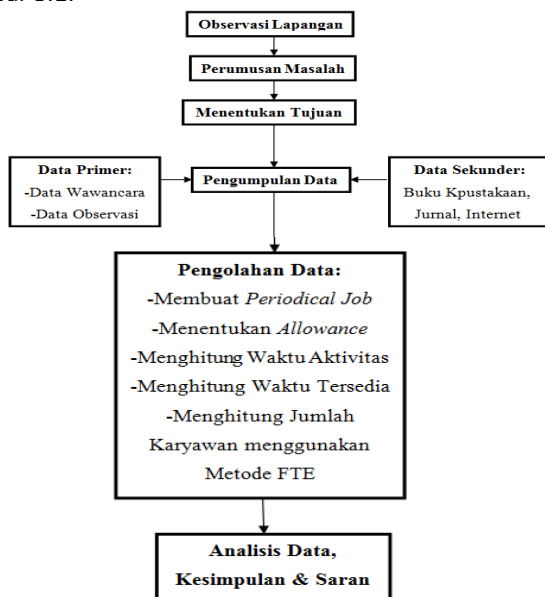 Observasi Lapangan
Perumusan Masalah
Menentukan Tujuan
Data Primer:
-Data Wawancara
-Data Observasi
Pengumpulan Data
Data Sekunder:
Buku Kpustakaan,
Jurnal, Internet
Pengolahan Data:
-Membuat Periodical Job
-Menentukan Allowance
-Menghitung Waktu Aktivitas
-Menghitung Waktu Tersedia
-Menghitung Jumlah
Karyawan menggunakan
Metode FTE
Analisis Data,
Kesimpulan & Saran